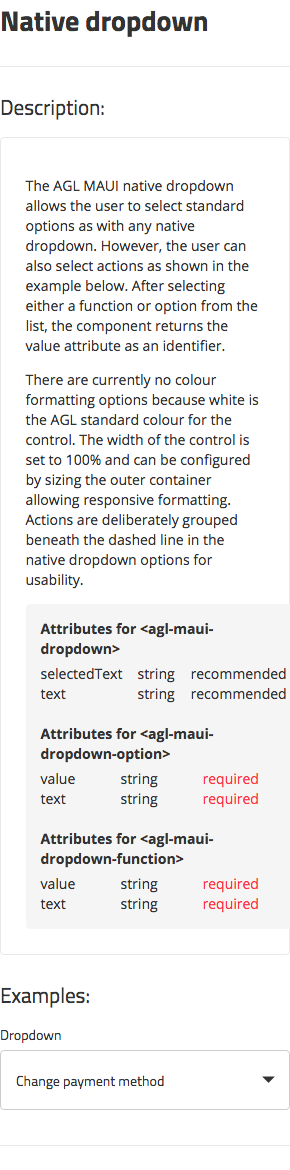 Native dropdown
Description:
The AGL MAUI native dropdown
allows the user to select standard
options as with any native
dropdown. However, the user can
also select actions as shown in the
example below. After selecting
either a function or option from the
list, the component returns the
value attribute as an identifier.
There are currently no colour
formatting options because white is
the AGL standard colour for the
control. The width of the control is
set to 100% and can be configured
by sizing the outer container
allowing responsive formatting.
Actions are deliberately grouped
beneath the dashed line in the
native dropdown options for
usability.
Attributes for <agl-maui-
dropdown>
selectedText string recommended
text string recommended
Attributes for <agl-maui-
dropdown-option>
value string required
text string required
Attributes for <agl-maui-
dropdown-function>
value string required
text string required
Examples:
Dropdown
Change payment method